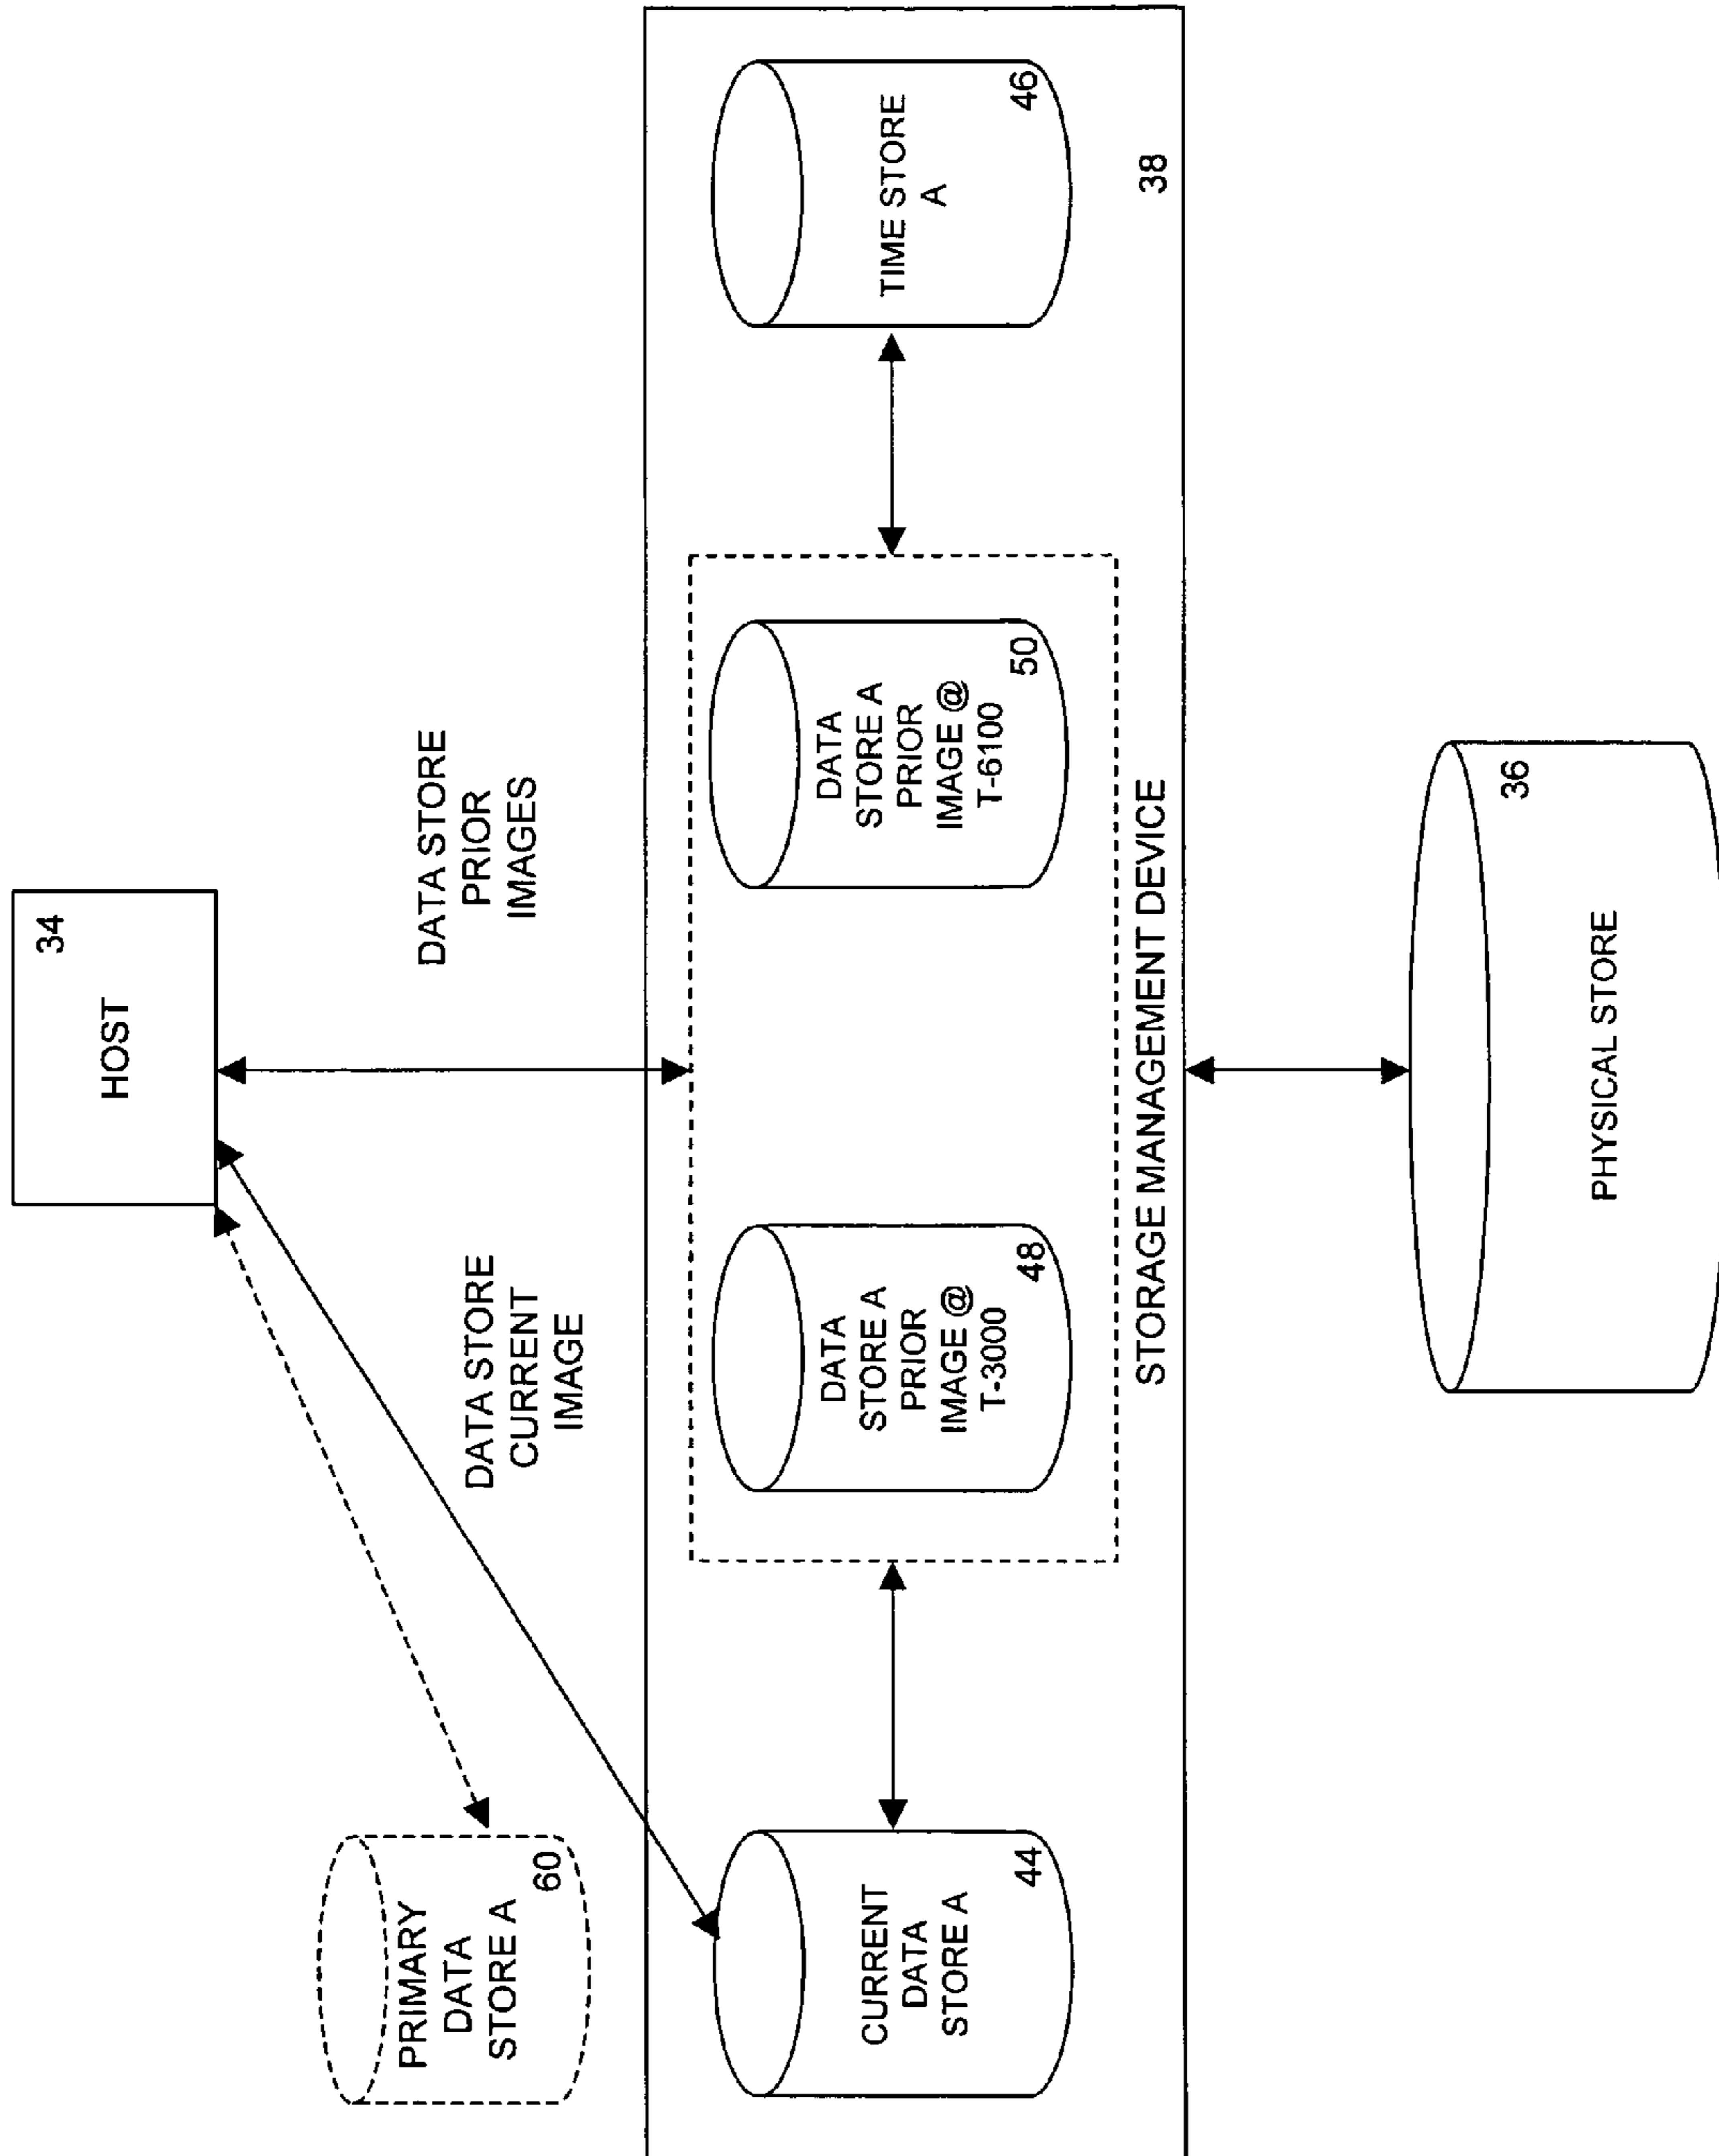 34
HOST
PRIMARY
DATA
STORE A
60
DATA STORE
CURRENT
IMAGE
DATA STORE
PRIOR
IMAGES
CURRENT
DATA
STORE A
44
DATA
STORE A
PRIOR
IMAGE @
T-3000
48
DATA
STORE A
PRIOR
IMAGE @
T-6100
50
TIME STORE
A
46
STORAGE MANAGEMENT DEVICE
38
36
PHYSICAL STORE